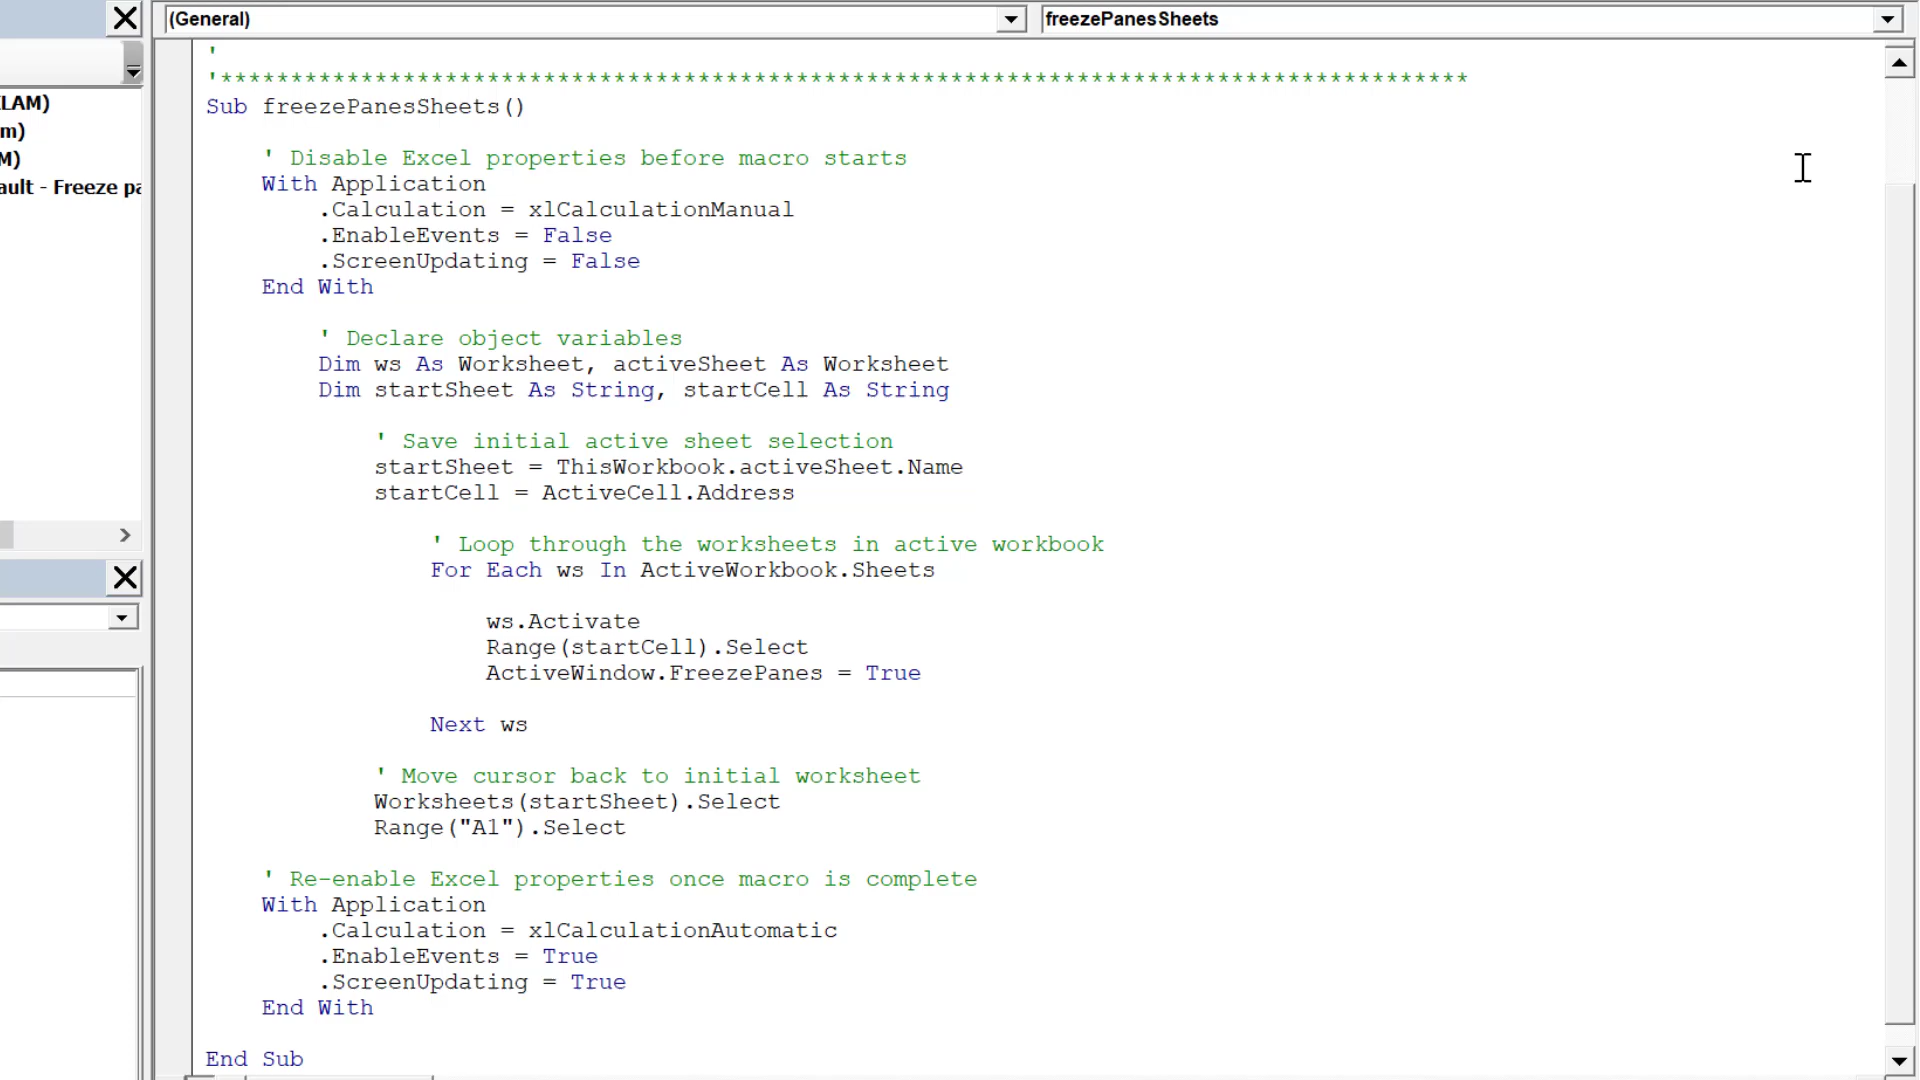 (General)
freezePanesSheets
LAM)
m)
M)
ault - Freeze pa
'
'*****************************************************************************************
Sub freezePanesSheets()
' Disable Excel properties before macro starts
With Application
.Calculation = xlCalculationManual
.EnableEvents = False
.ScreenUpdating = False
End With
' Declare object variables
Dim ws As Worksheet, activeSheet As Worksheet
Dim startSheet As String, startCell As String
' Save initial active sheet selection
startSheet = ThisWorkbook.activeSheet.Name
startCell = ActiveCell.Address
' Loop through the worksheets in active workbook
For Each ws In ActiveWorkbook.Sheets
ws.Activate
Range(startCell).Select
ActiveWindow.FreezePanes = True
Next ws
' Move cursor back to initial worksheet
Worksheets(startSheet).Select
Range("A1").Select
' Re-enable Excel properties once macro is complete
With Application
.Calculation = xlCalculationAutomatic
.EnableEvents = True
.ScreenUpdating = True
End With
End Sub